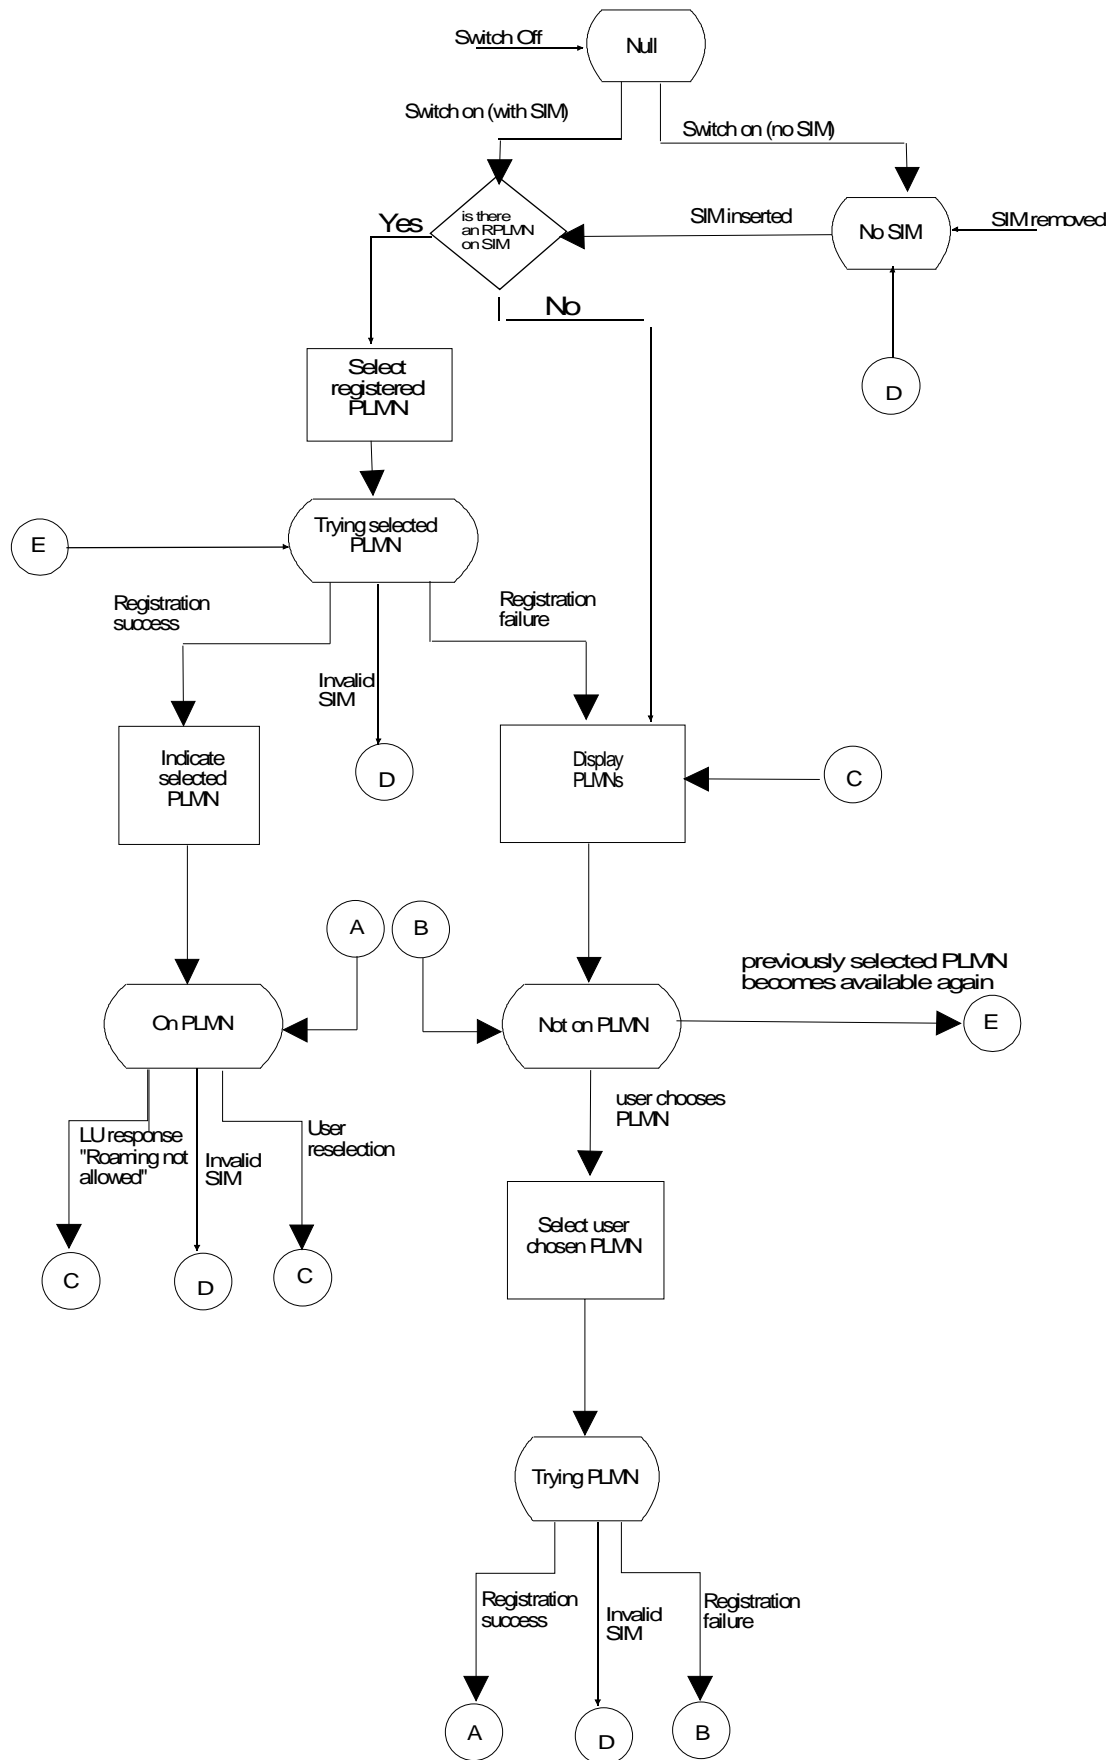 Switch Off
Null
Switch on (with SIM)
Switch on (no SIM)
is there
an RPLMN
on SIM
Yes
SIM inserted
No SIM
SIM removed
No
Select
registered
PLMN
D
Trying selected
PLMN
E
Registration
success
Registration
failure
Invalid
SIM
Indicate
selected
PLMN
D
Display
PLMNs
C
A
B
previously selected PLMN
becomes available again
On PLMN
Not on PLMN
E
user chooses
PLMN
LU response
"Roaming not
allowed"
Invalid
SIM
User
reselection
C
D
C
Select user
chosen PLMN
Trying PLMN
Registration
success
Invalid
SIM
Registration
failure
A
D
B